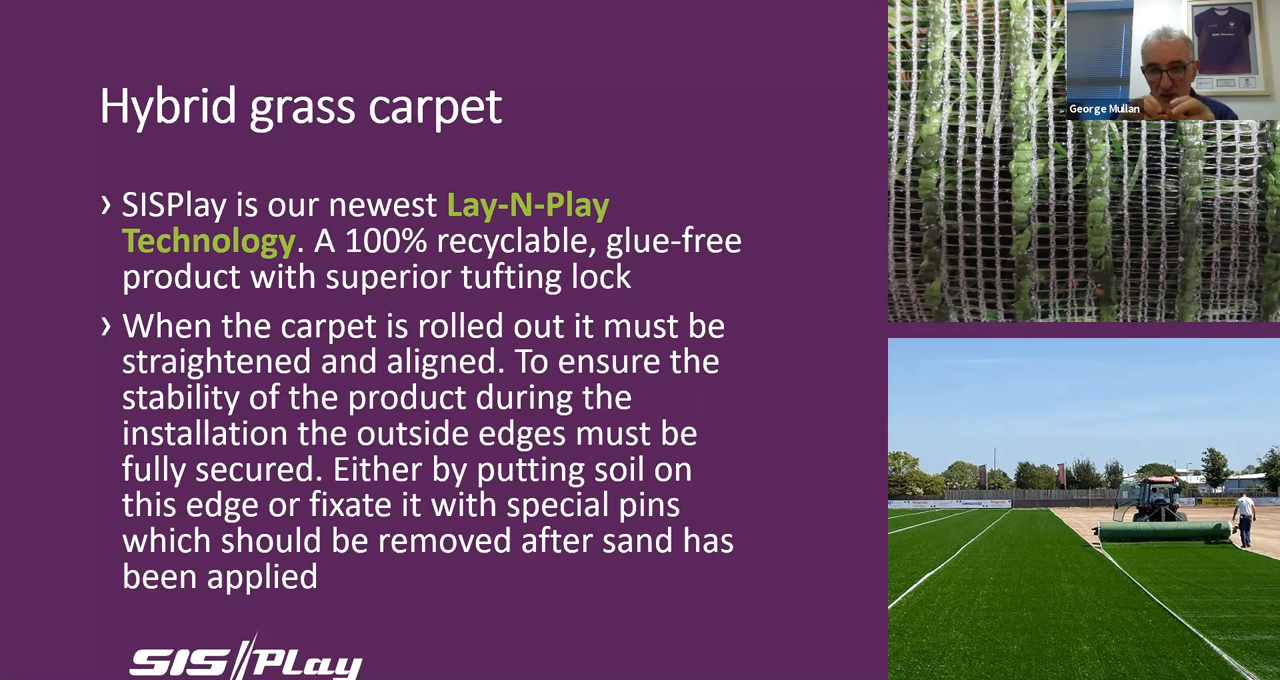 Hybrid grass carpet
› SISPlay is our newest Lay-N-Play
Technology. A 100% recyclable, glue-free
product with superior tufting lock
› When the carpet is rolled out it must be
straightened and aligned. To ensure the
stability of the product during the
installation the outside edges must be
fully secured. Either by putting soil on
this edge or fixate it with special pins
which should be removed after sand has
been applied
SIS/Play
George Mullan